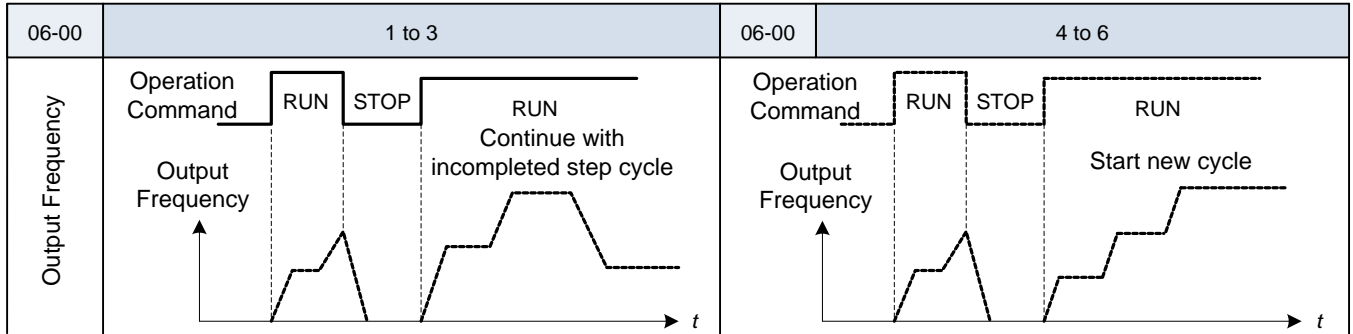 06-00
1 to 3
06-00
4 to 6
Output Frequency
Operation
Command
RUN
STOP
RUN
Continue with
incompleted step cycle
Output
Frequency
t
Operation
Command
RUN
STOP
RUN
Start new cycle
Output
Frequency
t